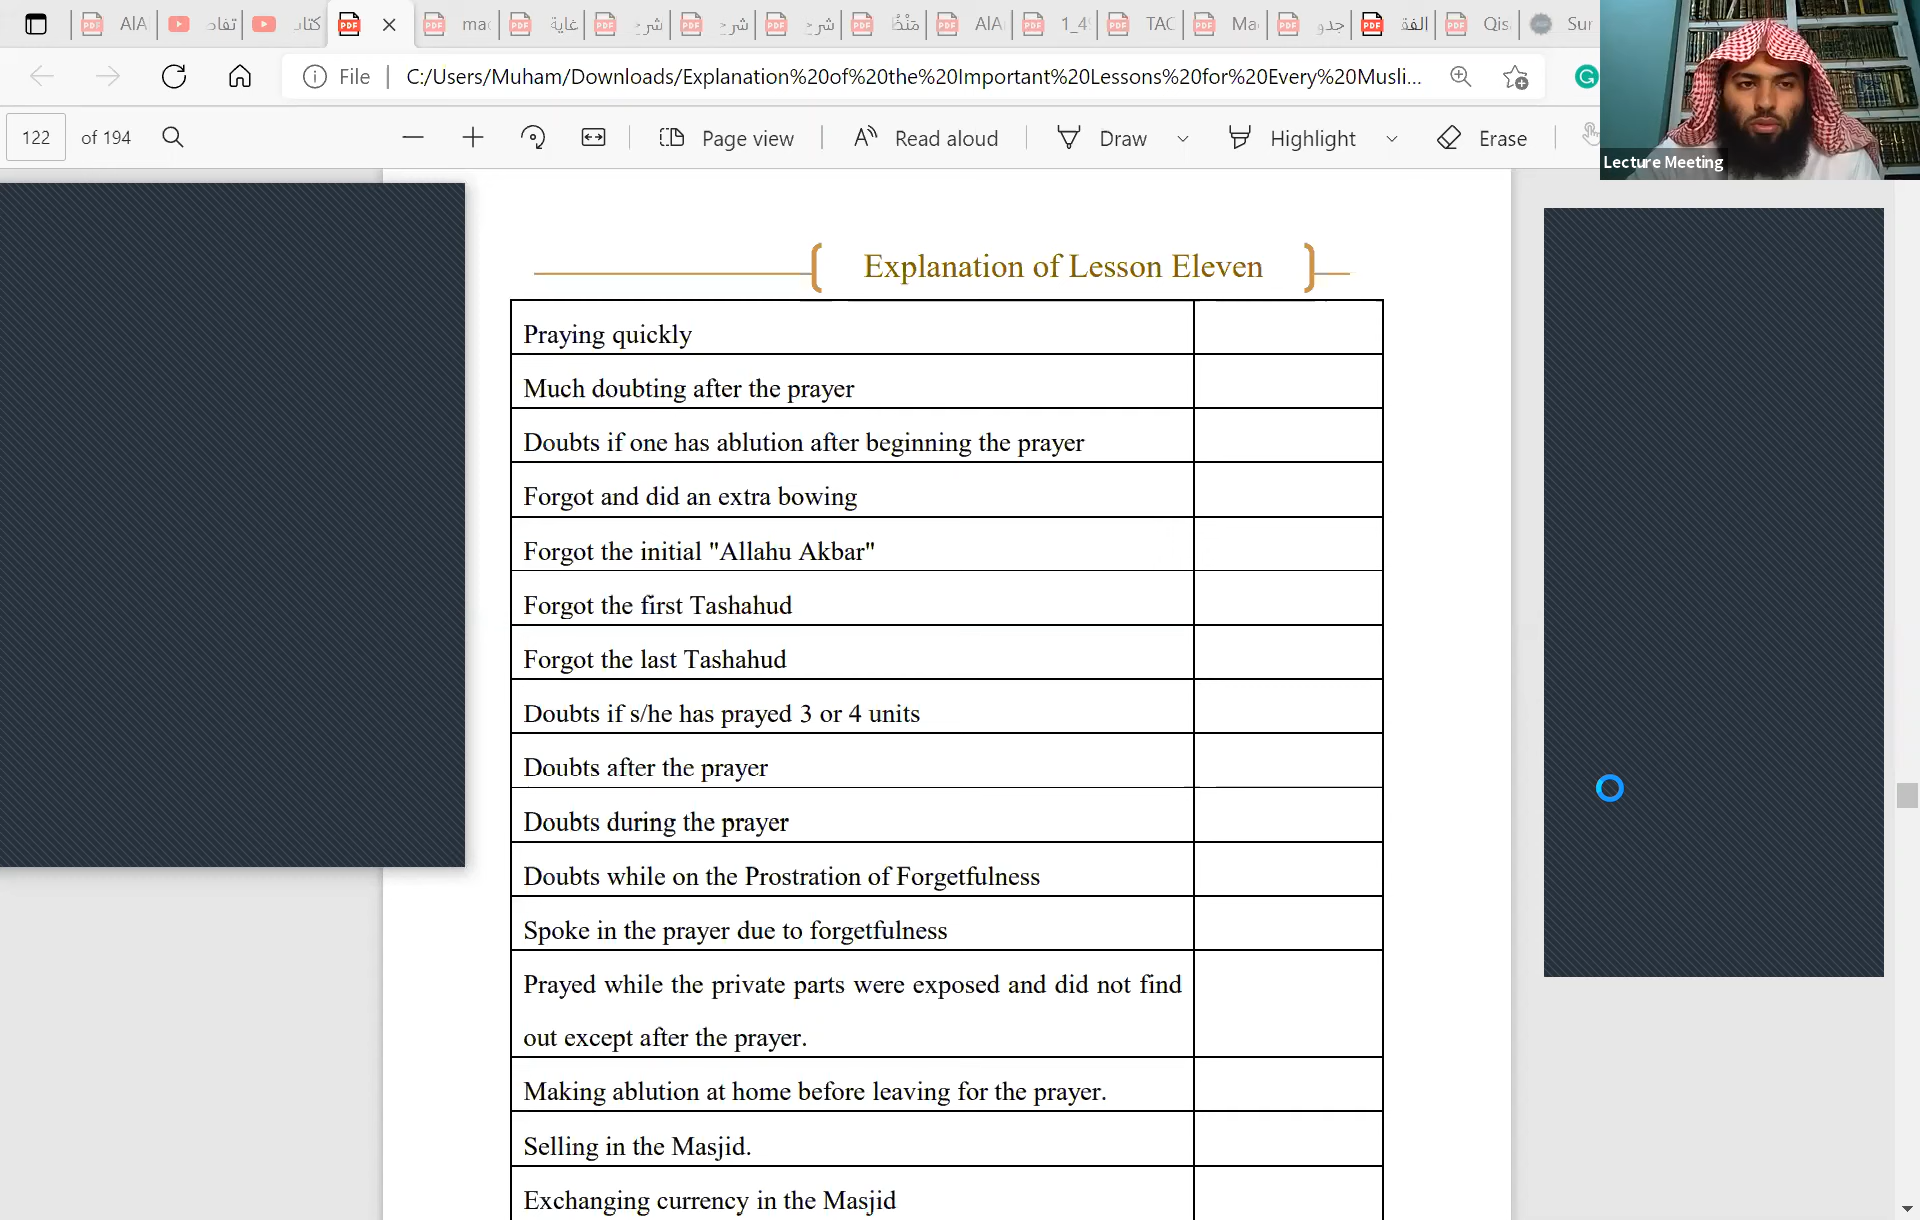 AlA
تفاد
كتاب
ma
غاية
شرح
شرح
شرح
AlA
1_4
TAC
Ma
جدو
الفة
Qis
Sur
File
C:/Users/Muham/Downloads/Explanation%20of%20the%20Important%20Lessons%20for%20Every%20Musli...
122 of 194
Page view
Read aloud
Draw
Highlight
Erase
Lecture Meeting
Explanation of Lesson Eleven
Praying quickly
Much doubting after the prayer
Doubts if one has ablution after beginning the prayer
Forgot and did an extra bowing
Forgot the initial "Allahu Akbar"
Forgot the first Tashahud
Forgot the last Tashahud
Doubts if s/he has prayed 3 or 4 units
Doubts after the prayer
Doubts during the prayer
Doubts while on the Prostration of Forgetfulness
Spoke in the prayer due to forgetfulness
Prayed while the private parts were exposed and did not find
out except after the prayer.
Making ablution at home before leaving for the prayer.
Selling in the Masjid.
Exchanging currency in the Masjid